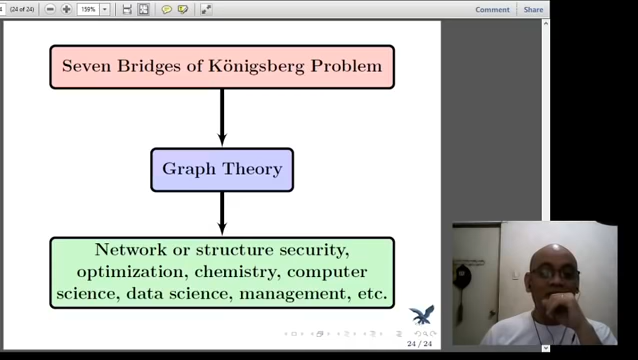 (24 of 24)
159%
Comment
Share
Seven Bridges of Königsberg Problem
Graph Theory
Network or structure security,
optimization, chemistry, computer
science, data science, management, etc.
24 / 24